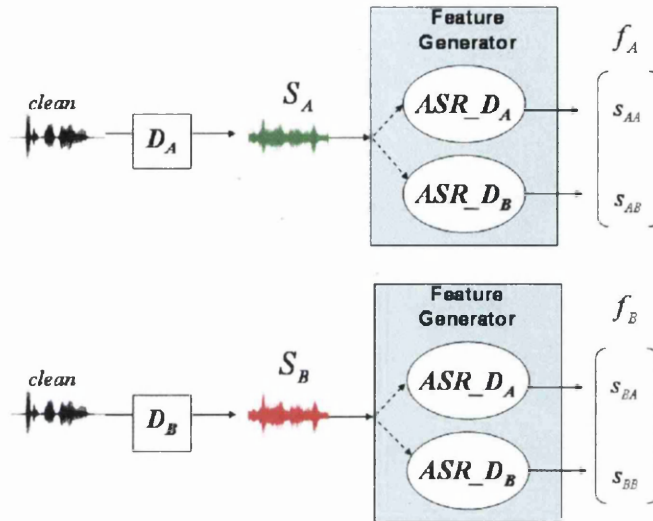 Feature
Generator
f_A
clean
S_A
D_A
ASR_D_A
s_AA
ASR_D_B
s_AB
Feature
Generator
f_B
clean
S_B
D_B
ASR_D_A
s_BA
ASR_D_B
s_BB